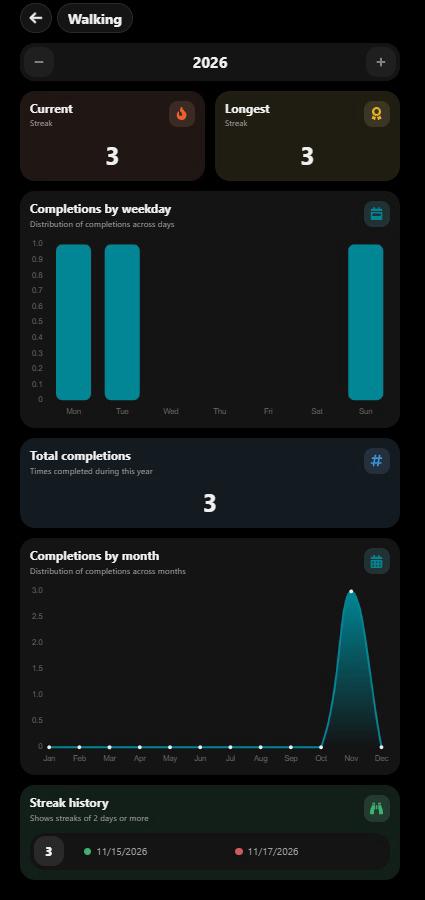 Walking
2026
Current
Streak
3
Longest
Streak
3
Completions by weekday
Distribution of completions across days
1.0
0.9
0.8
0.7
0.6
0.5
0.4
0.3
0.2
0.1
0
Mon Tue Wed Thu Fri Sat Sun
Total completions
Times completed during this year
3
Completions by month
Distribution of completions across months
3.0
2.5
2.0
1.5
1.0
0.5
0
Jan Feb Mar Apr May Jun Jul Aug Sep Oct Nov Dec
Streak history
Shows streaks of 2 days or more
3 11/15/2026 11/17/2026